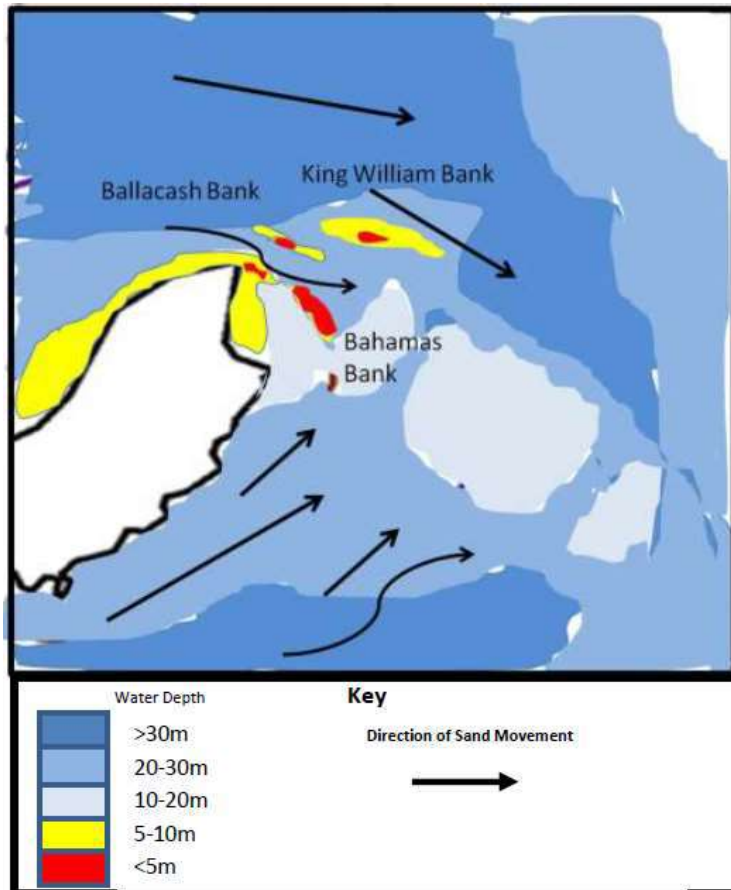 King William Bank
Ballacash Bank
Bahamas
Bank
Water Depth
Key
>30m
Direction of Sand Movement
20-30m
10-20m
5-10m
<5m